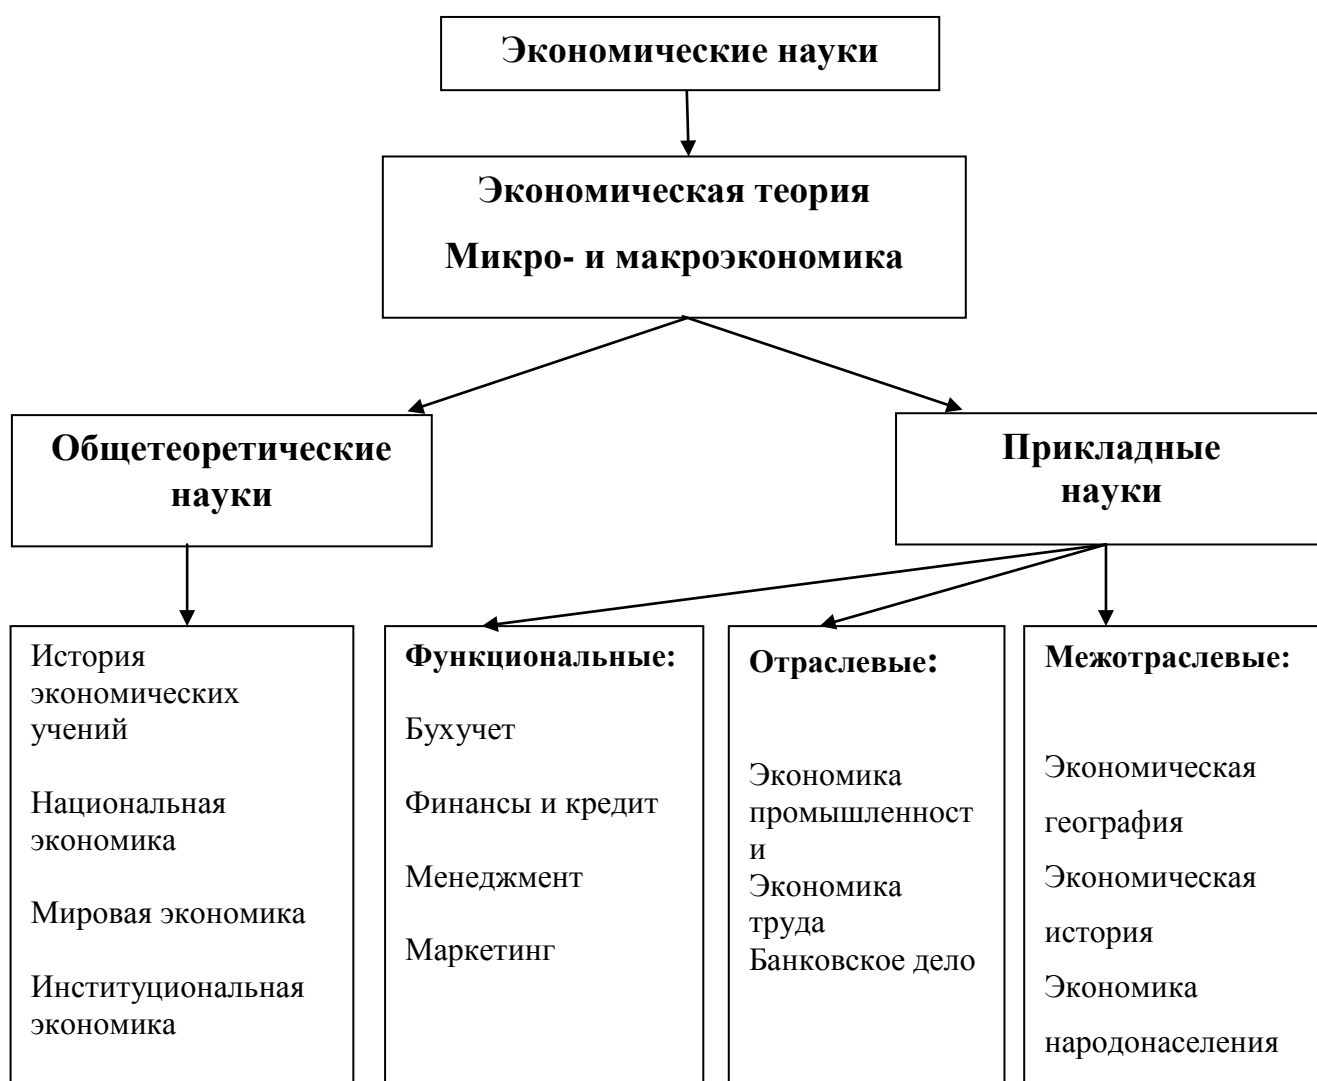 Экономические науки
Экономическая теория
Микро- и макроэкономика
Общетеоретические
науки
Прикладные
науки
История
экономических
учений
Национальная
экономика
Мировая экономика
Институциональная
экономика
Функциональные:
Бухучет
Финансы и кредит
Менеджмент
Маркетинг
Отраслевые:
Экономика
промышленност
и
Экономика
труда
Банковское дело
Межотраслевые:
Экономическая
география
Экономическая
история
Экономика
народонаселения